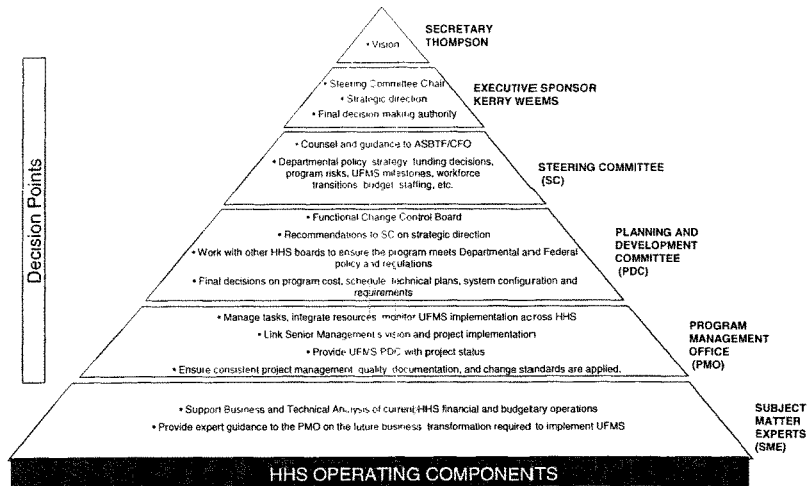 • Vision
SECRETARY
THOMPSON
• Steering Committee Chair
• Strategic direction
• Final decision making authority
EXECUTIVE SPONSOR
KERRY WEEMS
• Counsel and guidance to ASBTF/CFO
• Departmental policy, strategy, funding decisions,
program risks, UFMS milestones, workforce
transitions, budget, staffing, etc.
STEERING COMMITTEE
(SC)
• Functional Change Control Board
• Recommendations to SC on strategic direction
• Work with other HHS boards to ensure the program meets Departmental and Federal
policy and regulations
• Final decisions on program cost, schedule, technical plans, system configuration and
requirements
PLANNING AND
DEVELOPMENT
COMMITTEE
(PDC)
• Manage tasks, integrate resources, monitor UFMS implementation across HHS
• Link Senior Management's vision and project implementation
• Provide UFMS PDC with project status
• Ensure consistent project management, quality, documentation, and change standards are applied.
PROGRAM
MANAGEMENT
OFFICE
(PMO)
• Support Business and Technical Analysis of current HHS financial and budgetary operations
• Provide expert guidance to the PMO on the future business transformation required to implement UFMS
SUBJECT
MATTER
EXPERTS
(SME)
HHS OPERATING COMPONENTS
Decision Points